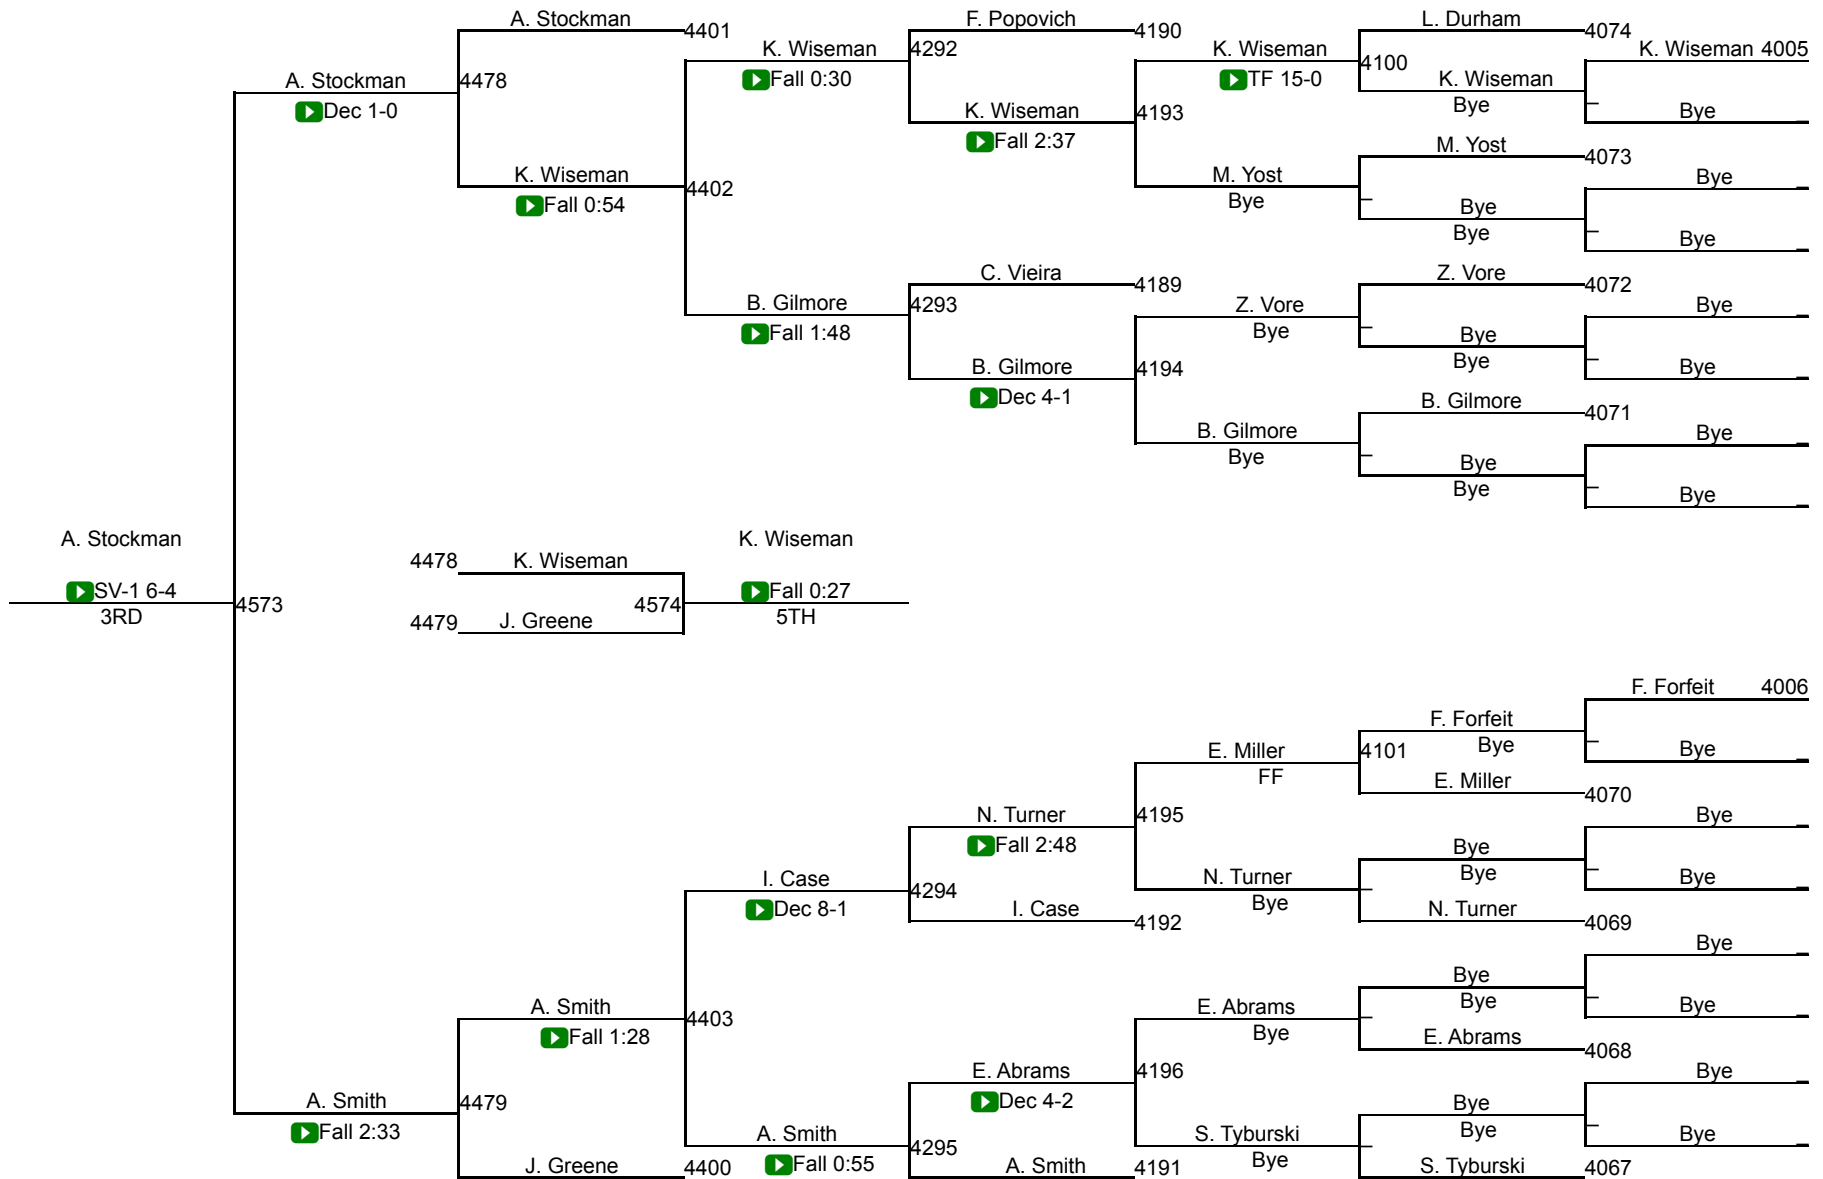 A. Stockman 4401
F. Popovich 4190
L. Durham 4074
K. Wiseman 4292
K. Wiseman
K. Wiseman 4005
A. Stockman 4478
Fall 0:30
TF 15-0 4100
K. Wiseman
Dec 1-0
K. Wiseman 4193
Bye
Bye _
Fall 2:37
M. Yost 4073
K. Wiseman 4402
M. Yost
Bye _
Fall 0:54
Bye
_ Bye
Bye
_ Bye _
C. Vieira 4189
Z. Vore 4072
B. Gilmore 4293
Z. Vore
Bye _
Fall 1:48
Bye
_ Bye
Bye
_ Bye _
B. Gilmore 4194
Dec 4-1
B. Gilmore 4071
B. Gilmore
Bye _
Bye
_ Bye
Bye
_ Bye _
A. Stockman
K. Wiseman
4478 K. Wiseman
SV-1 6-4
Fall 0:27
3RD
4573
4574
5TH
4479 J. Greene
F. Forfeit 4006
F. Forfeit
Bye
_ Bye _
E. Miller 4101
FF
E. Miller 4070
N. Turner 4195
Bye _
Fall 2:48
Bye
Bye
_ Bye _
I. Case 4294
N. Turner _
Dec 8-1
I. Case 4192
Bye
N. Turner 4069
Bye _
Bye
Bye
_ Bye _
A. Smith 4403
E. Abrams _
Fall 1:28
Bye
E. Abrams 4068
E. Abrams 4196
Bye _
A. Smith 4479
Dec 4-2
Bye
Bye
_ Bye _
Fall 2:33
A. Smith 4295
S. Tyburski _
Fall 0:55
Bye
J. Greene 4400
A. Smith 4191
S. Tyburski 4067